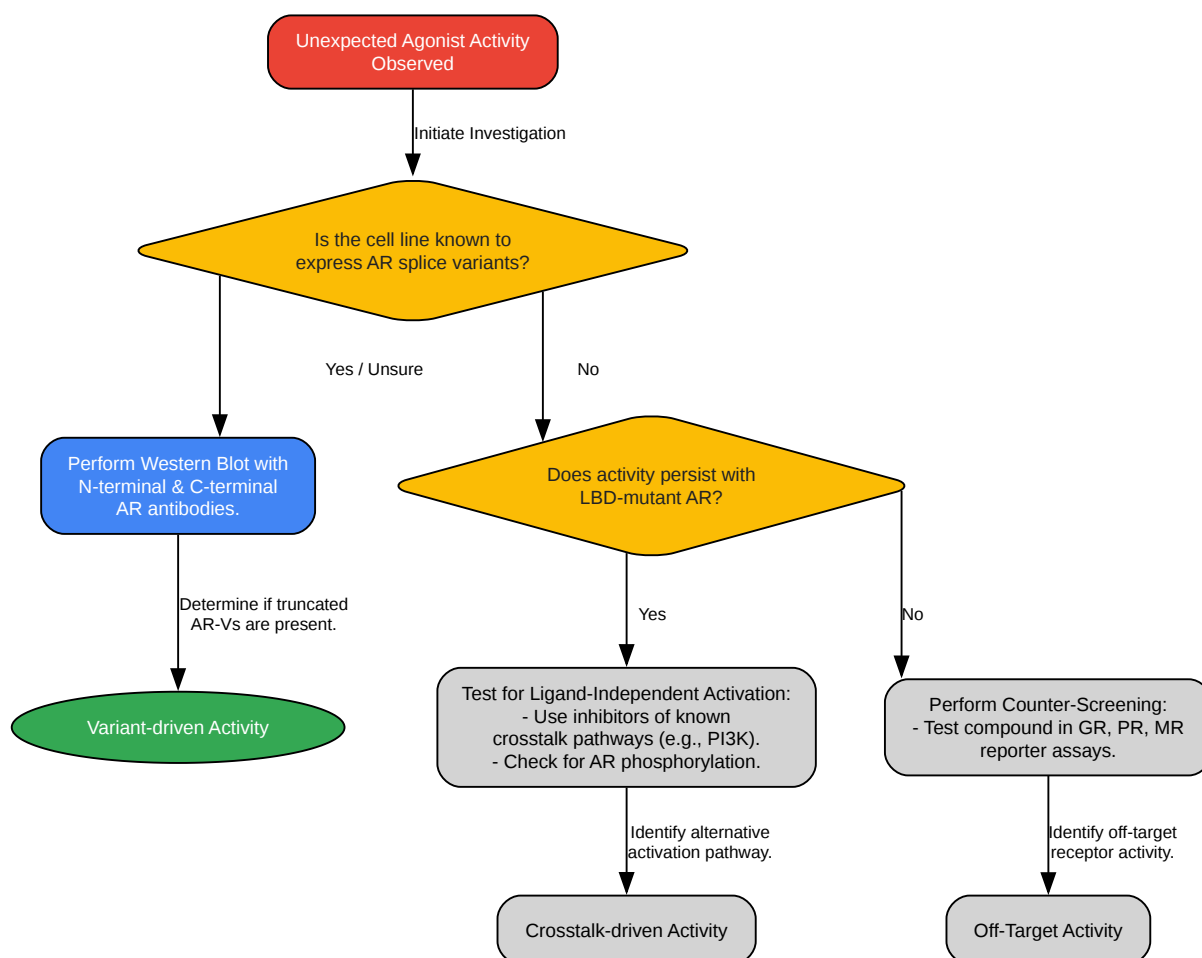 Unexpected Agonist Activity
Observed
Initiate Investigation
Is the cell line known to
express AR splice variants?
Yes / Unsure
No
Perform Western Blot with
N-terminal & C-terminal
AR antibodies.
Does activity persist with
LBD-mutant AR?
Determine if truncated
AR-Vs are present.
Yes
No
Variant-driven Activity
Test for Ligand-Independent Activation:
- Use inhibitors of known
crosstalk pathways (e.g., PI3K).
- Check for AR phosphorylation.
Perform Counter-Screening:
- Test compound in GR, PR, MR
reporter assays.
Identify alternative
activation pathway.
Identify off-target
receptor activity.
Crosstalk-driven Activity
Off-Target Activity